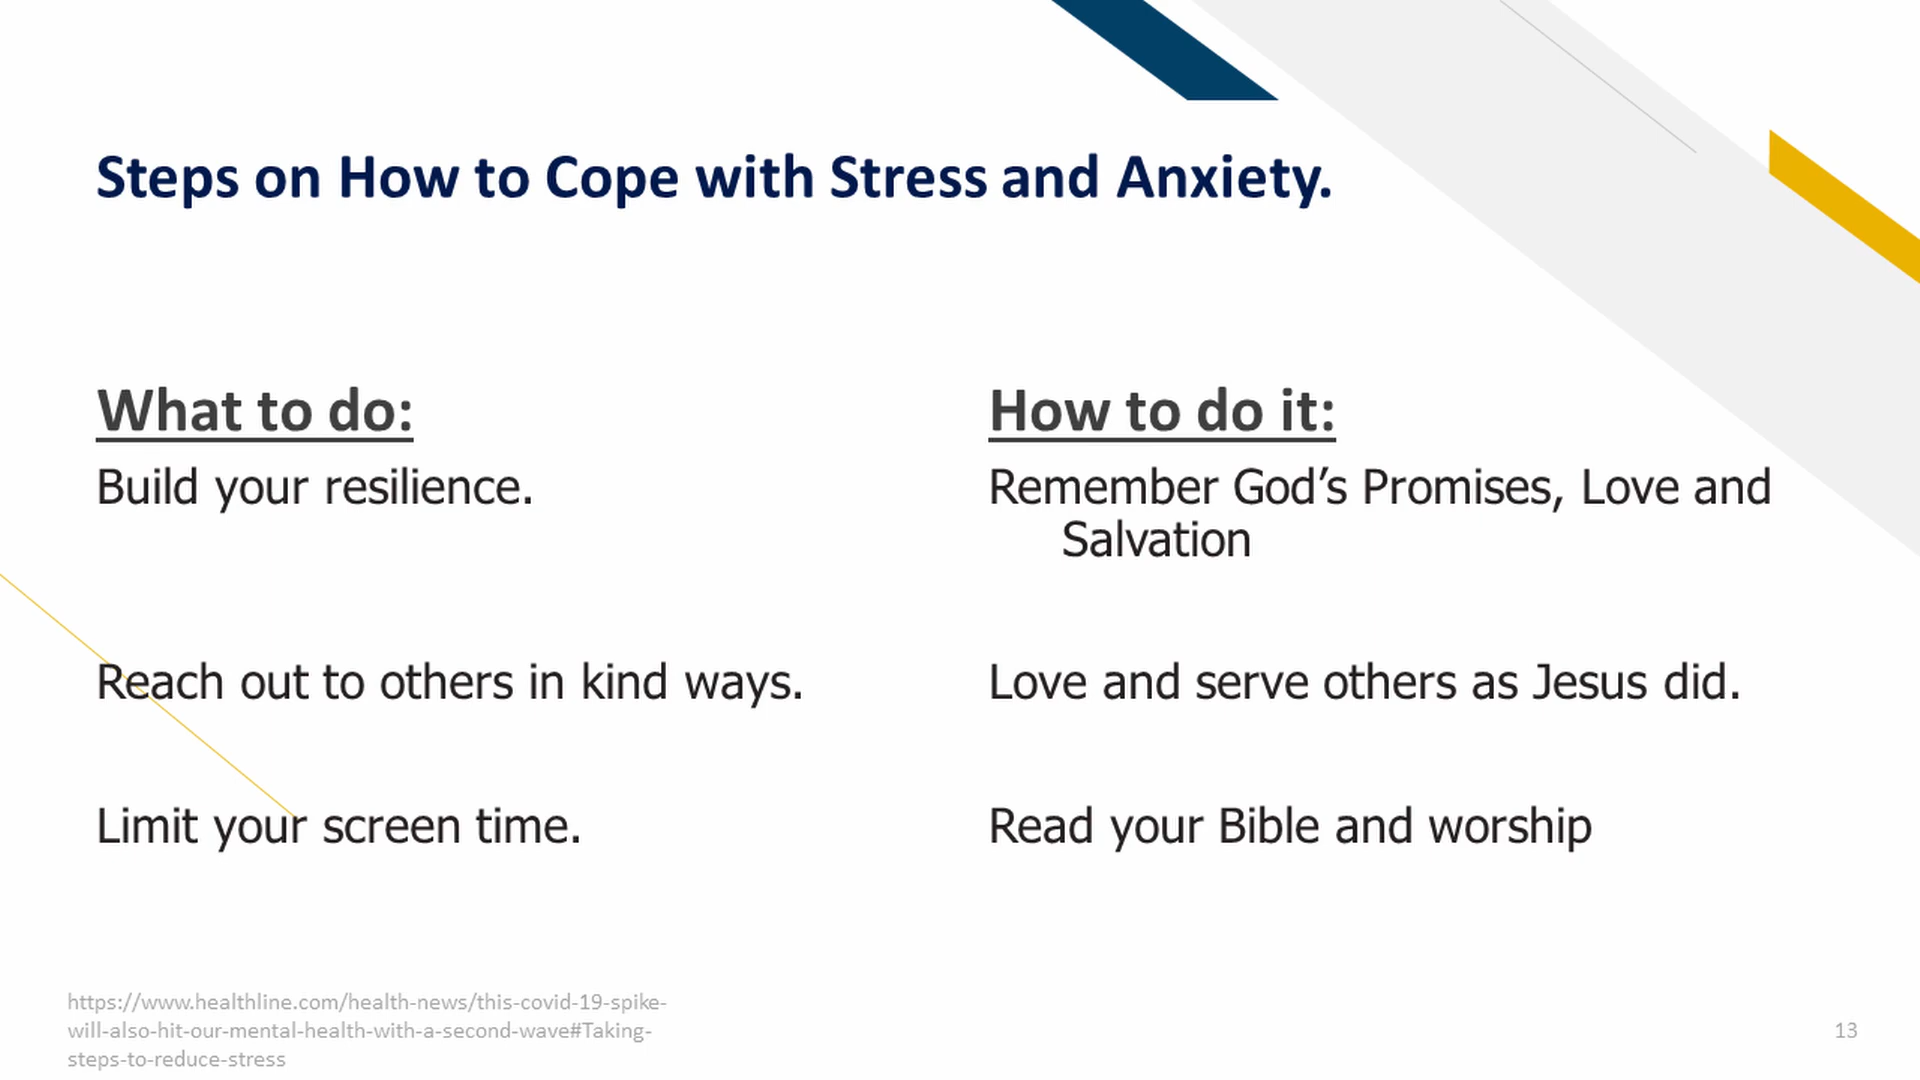 Steps on How to Cope with Stress and Anxiety.
What to do:
Build your resilience.
Reach out to others in kind ways.
Limit your screen time.
How to do it:
Remember God’s Promises, Love and
Salvation
Love and serve others as Jesus did.
Read your Bible and worship
https://www.healthline.com/health-news/this-covid-19-spike-
will-also-hit-our-mental-health-with-a-second-wave#Taking-
steps-to-reduce-stress
13